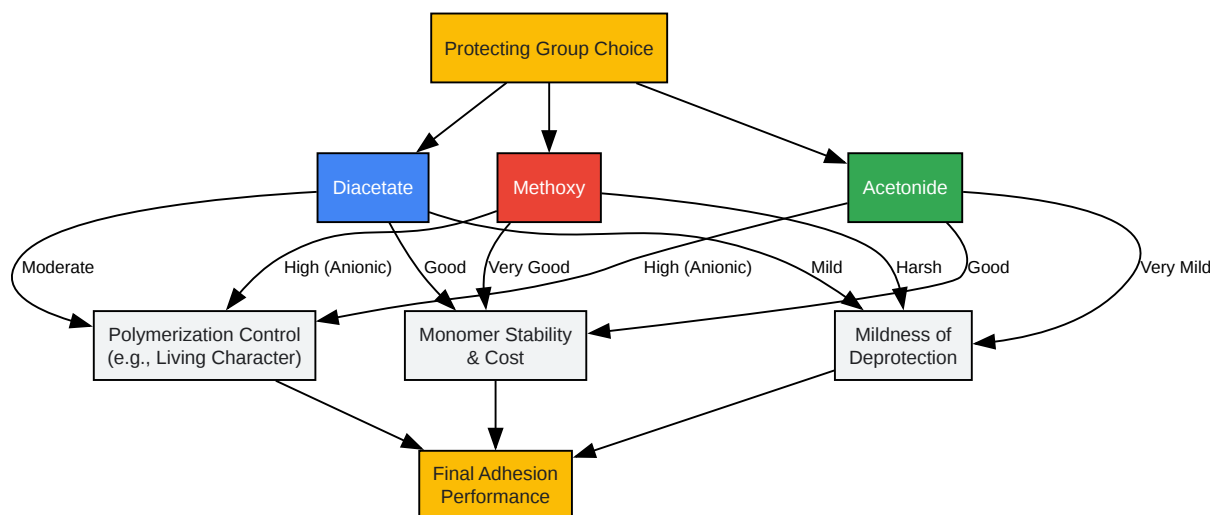 Protecting Group Choice
Diacetate
Methoxy
Acetonide
Moderate
High (Anionic)
Good
Very Good
High (Anionic)
Mild
Harsh
Good
Very Mild
Polymerization Control
(e.g., Living Character)
Monomer Stability
& Cost
Mildness of
Deprotection
Final Adhesion
Performance